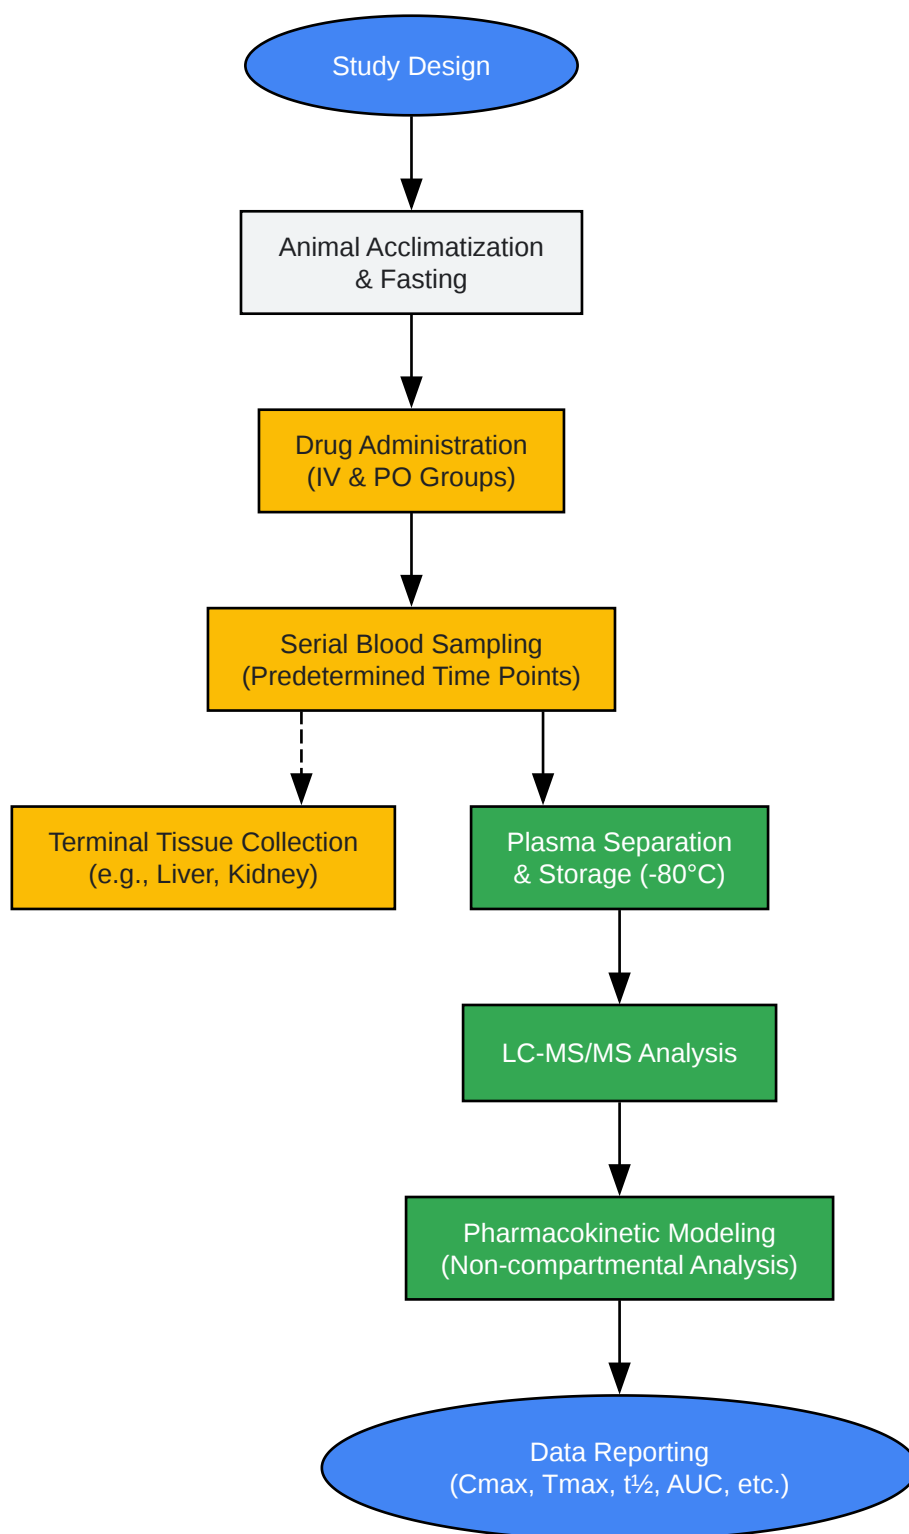 Study Design
Animal Acclimatization
& Fasting
Drug Administration
(IV & PO Groups)
Serial Blood Sampling
(Predetermined Time Points)
Terminal Tissue Collection
(e.g., Liver, Kidney)
Plasma Separation
& Storage (-80°C)
LC-MS/MS Analysis
Pharmacokinetic Modeling
(Non-compartmental Analysis)
Data Reporting
(Cmax, Tmax, t½, AUC, etc.)